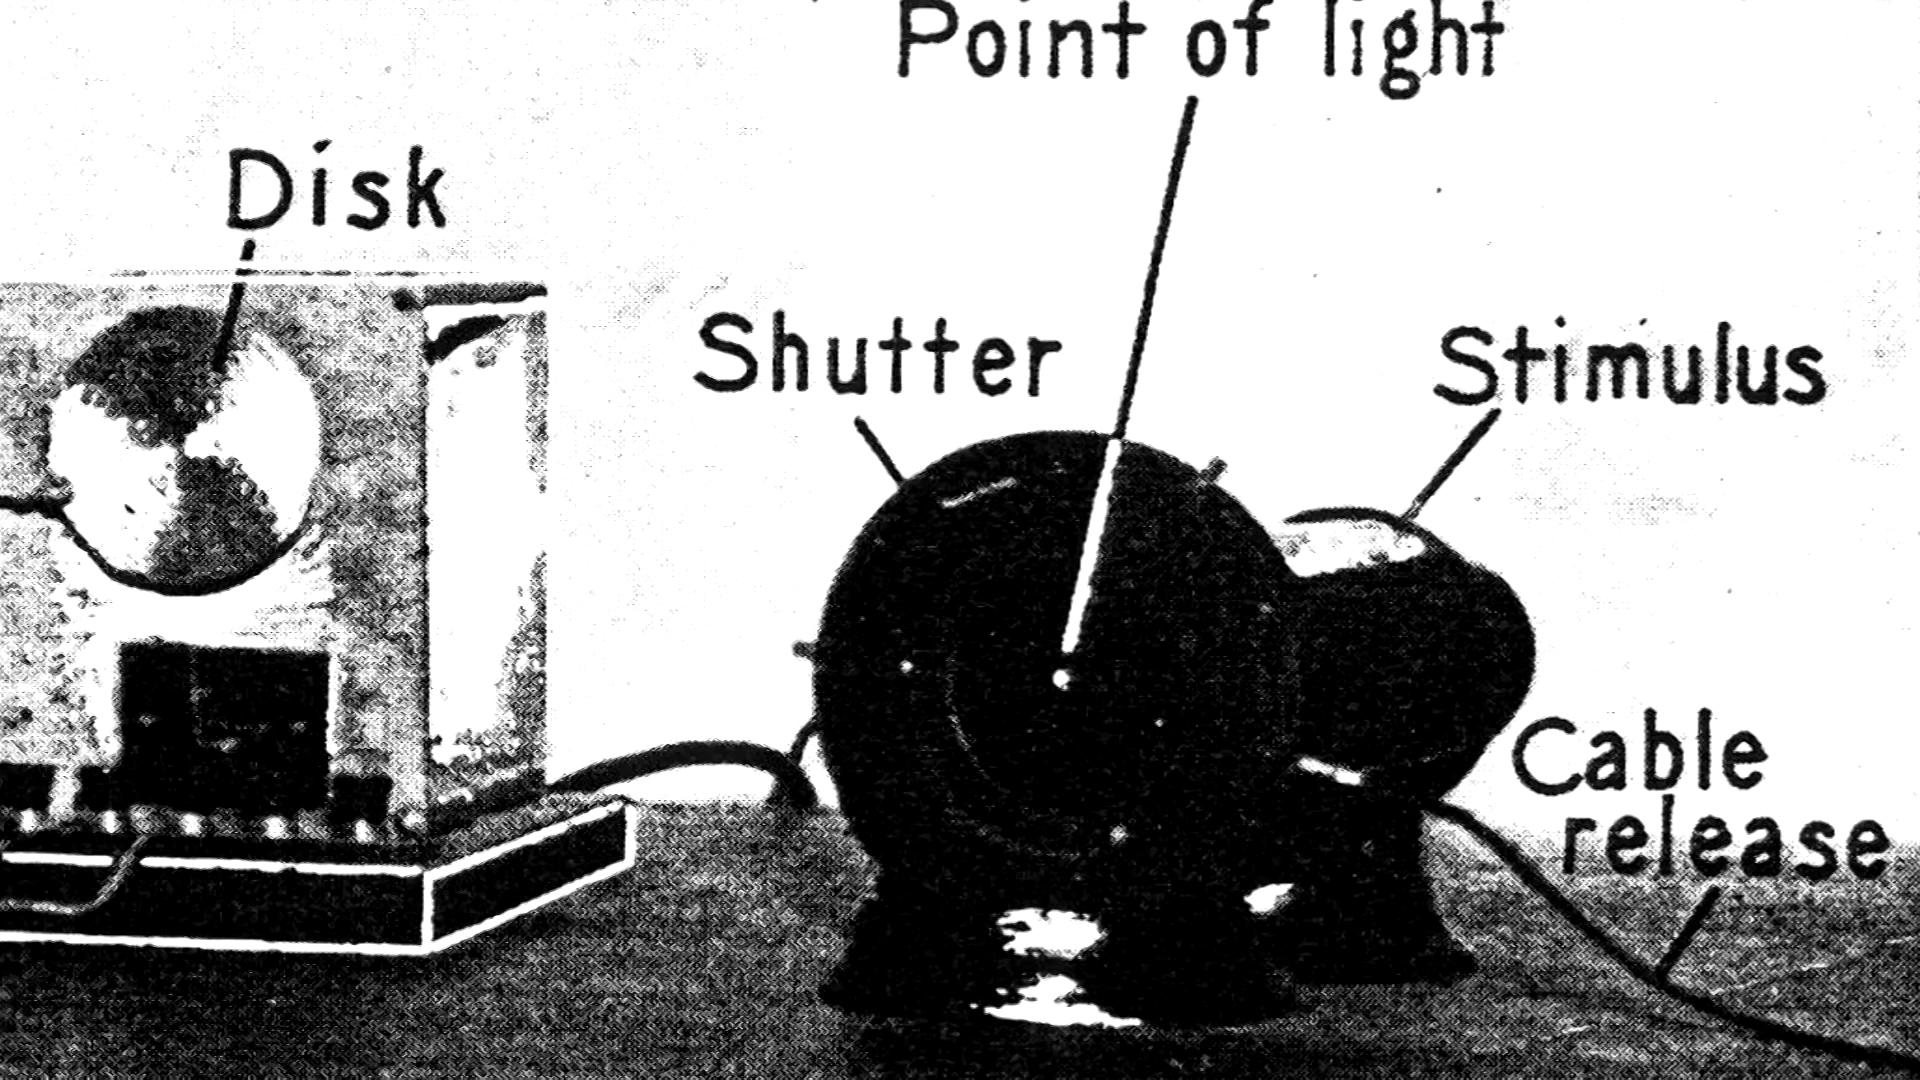 Point of light
Disk
Shutter
Stimulus
Cable
release